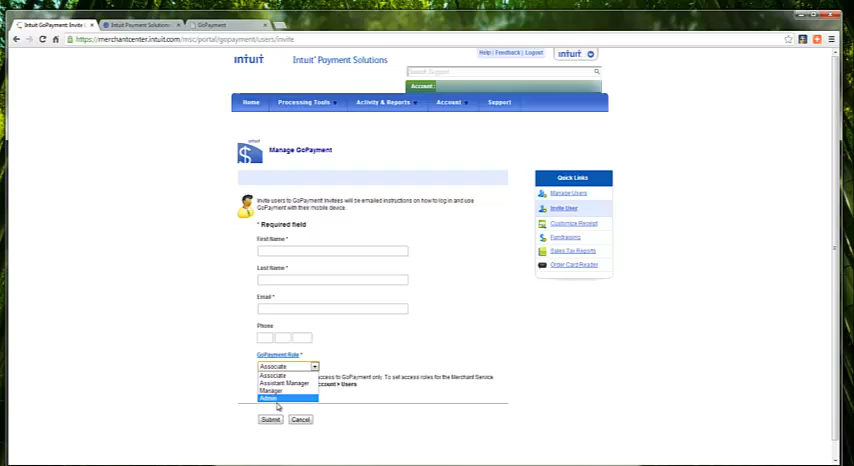 Intuit GoPayment: Invite U
Intuit Payment Solutions
GoPayment
https://merchantcenter.intuit.com/msc/portal/gopayment/users/invite
Help | Feedback | Logout
intuit
intuit
Intuit Payment Solutions
Search Support
Account:
Home
Processing Tools
Activity & Reports
Account
Support
intuit
$
Manage GoPayment
Invite users to GoPayment! Invitees will be emailed instructions on how to log in and use
GoPayment with their mobile device.
* Required field
First Name *
Last Name *
Email *
Phone
GoPayment Role *
Associate
Associate
Assistant Manager
Manager
Admin
access to GoPayment only. To set access roles for the Merchant Service
ccount > Users
Submit
Cancel
Quick Links
Manage Users
Invite User
Customize Receipt
Fundraising
Sales Tax Reports
Order Card Reader